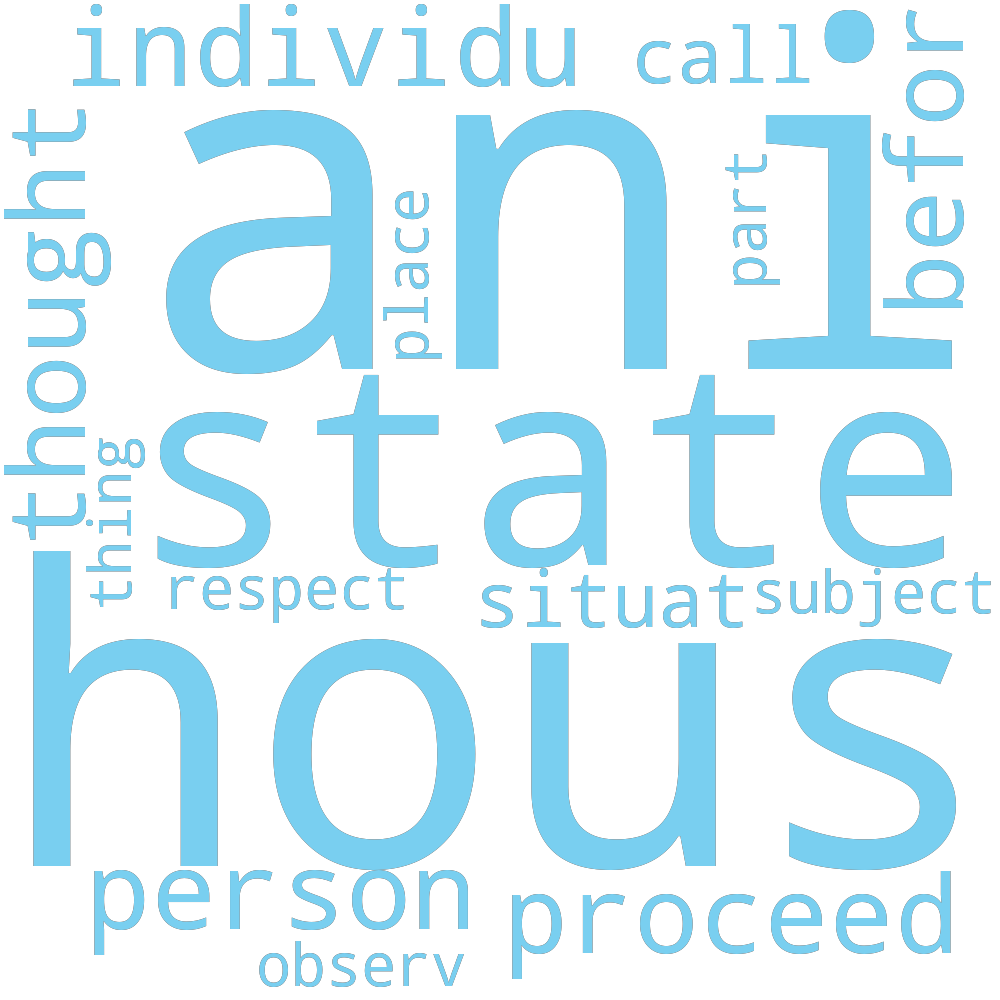 individu
call
befor
thought
ani
place
part
state
thing
respect
situat
subject
hous
person
proceed
observ